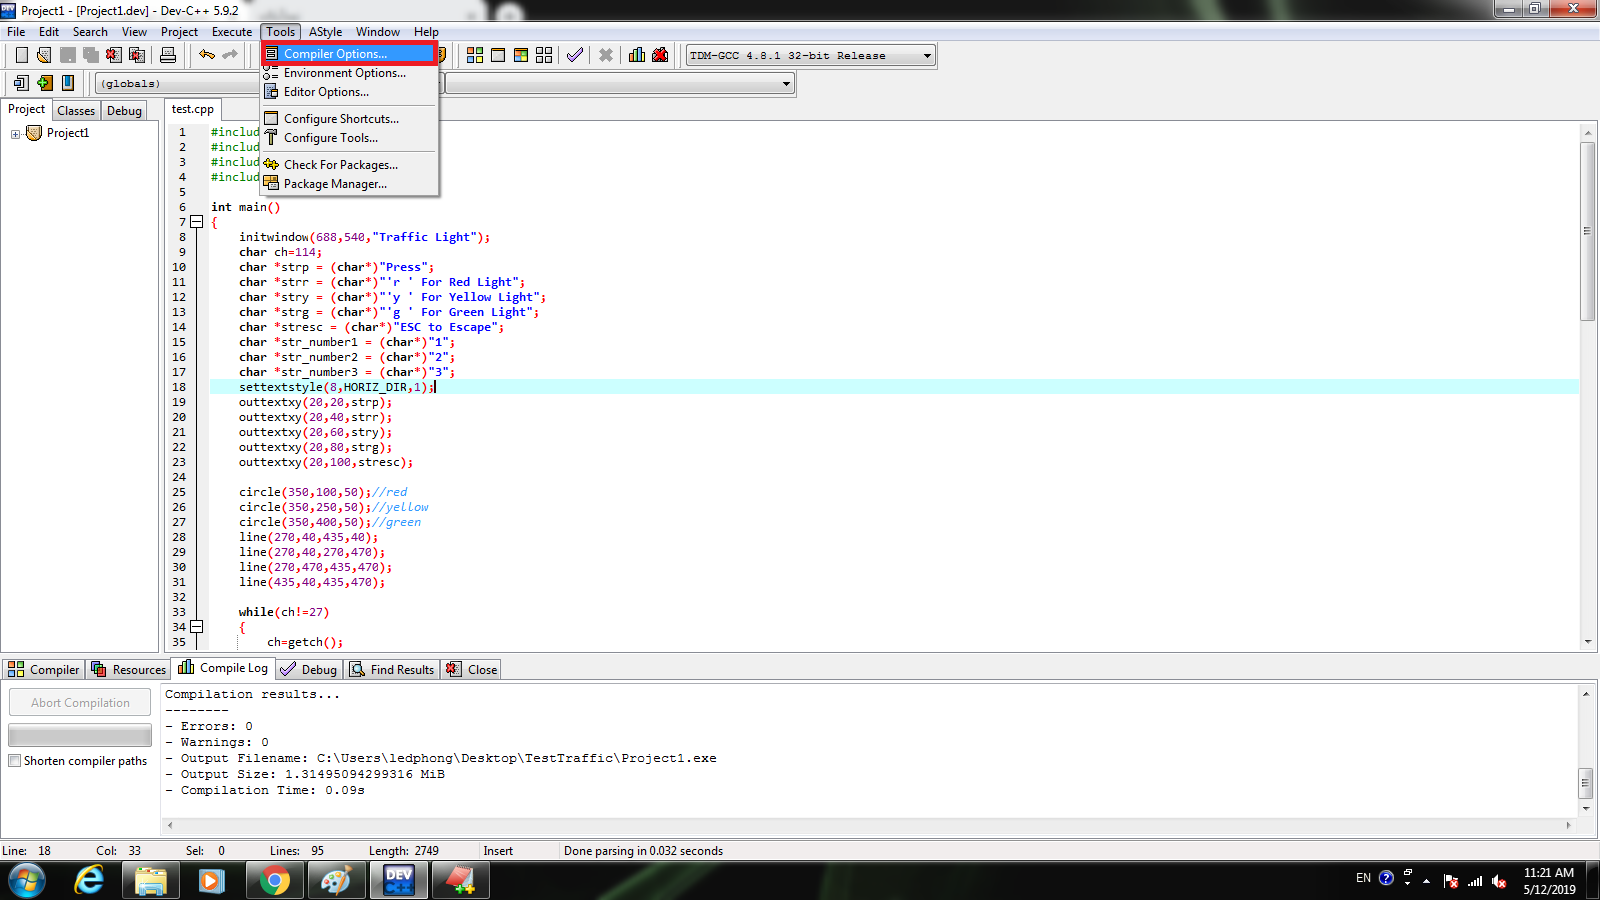 Project1 - [Project1.dev] - Dev-C++ 5.9.2
File Edit Search View Project Execute Tools AStyle Window Help
Compiler Options...
Environment Options...
Editor Options...
Configure Shortcuts...
Configure Tools...
Check For Packages...
Package Manager...
TDM-GCC 4.8.1 32-bit Release
(globals)
Project Classes Debug
Project1
test.cpp
1 #includ
2 #includ
3 #includ
4 #includ
5
6 int main()
7 {
8 initwindow(688,540,"Traffic Light");
9 char ch=114;
10 char *strp = (char*)"Press";
11 char *strr = (char*)"'r ' For Red Light";
12 char *stry = (char*)"'y ' For Yellow Light";
13 char *strg = (char*)"'g ' For Green Light";
14 char *stresc = (char*)"ESC to Escape";
15 char *str_number1 = (char*)"1";
16 char *str_number2 = (char*)"2";
17 char *str_number3 = (char*)"3";
18 settextstyle(8,HORIZ_DIR,1);
19 outtextxy(20,20,strp);
20 outtextxy(20,40,strr);
21 outtextxy(20,60,stry);
22 outtextxy(20,80,strg);
23 outtextxy(20,100,stresc);
24
25 circle(350,100,50);//red
26 circle(350,250,50);//yellow
27 circle(350,400,50);//green
28 line(270,40,435,40);
29 line(270,40,270,470);
30 line(270,470,435,470);
31 line(435,40,435,470);
32
33 while(ch!=27)
34 {
35 ch=getch();
Compiler Resources Compile Log Debug Find Results Close
Abort Compilation
Shorten compiler paths
Compilation results...
--------
- Errors: 0
- Warnings: 0
- Output Filename: C:\Users\ledphong\Desktop\TestTraffic\Project1.exe
- Output Size: 1.31495094299316 MiB
- Compilation Time: 0.09s
Line: 18 Col: 33 Sel: 0 Lines: 95 Length: 2749 Insert Done parsing in 0.032 seconds
DEV C++
EN
11:21 AM
5/12/2019